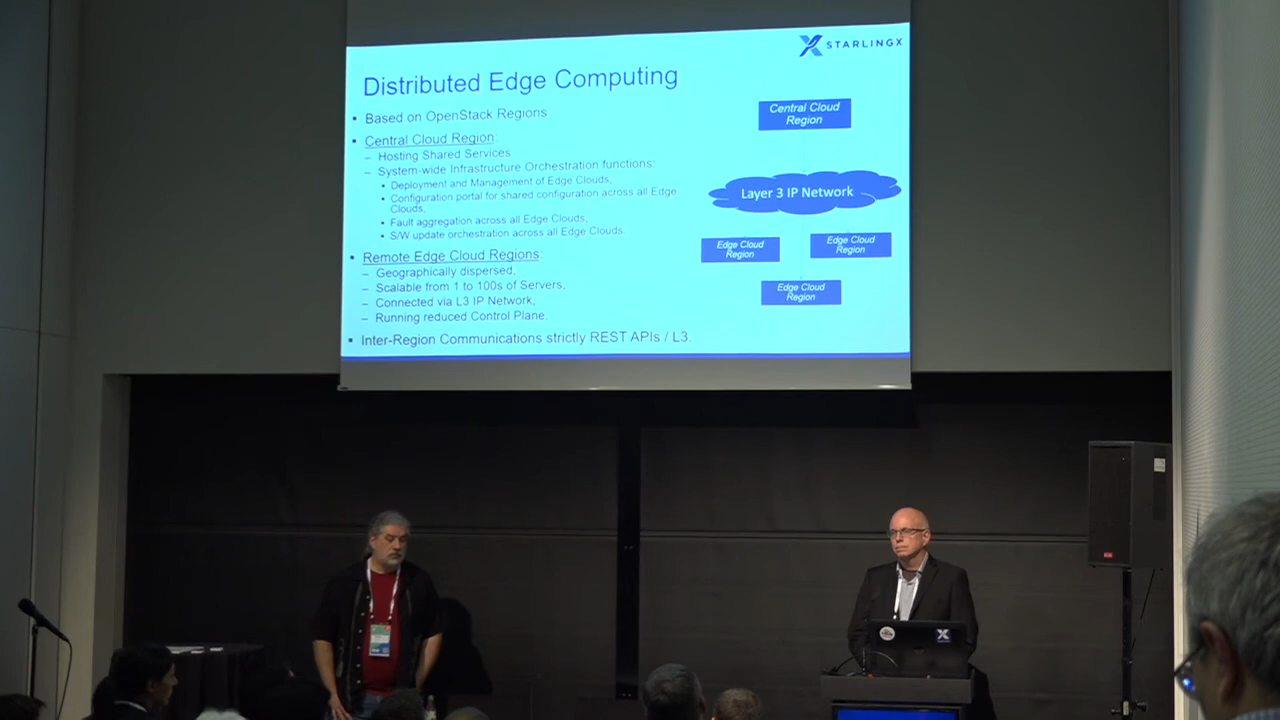 STARLINGX
Distributed Edge Computing
▪ Based on OpenStack Regions
▪ Central Cloud Region:
– Hosting Shared Services
– System-wide Infrastructure Orchestration functions:
▪ Deployment and Management of Edge Clouds,
▪ Configuration portal for shared configuration across all Edge
Clouds,
▪ Fault aggregation across all Edge Clouds,
▪ S/W update orchestration across all Edge Clouds.
▪ Remote Edge Cloud Regions:
– Geographically dispersed,
– Scalable from 1 to 100s of Servers,
– Connected via L3 IP Network,
– Running reduced Control Plane.
▪ Inter-Region Communications strictly REST APIs / L3.
Central Cloud
Region
Layer 3 IP Network
Edge Cloud
Region
Edge Cloud
Region
Edge Cloud
Region